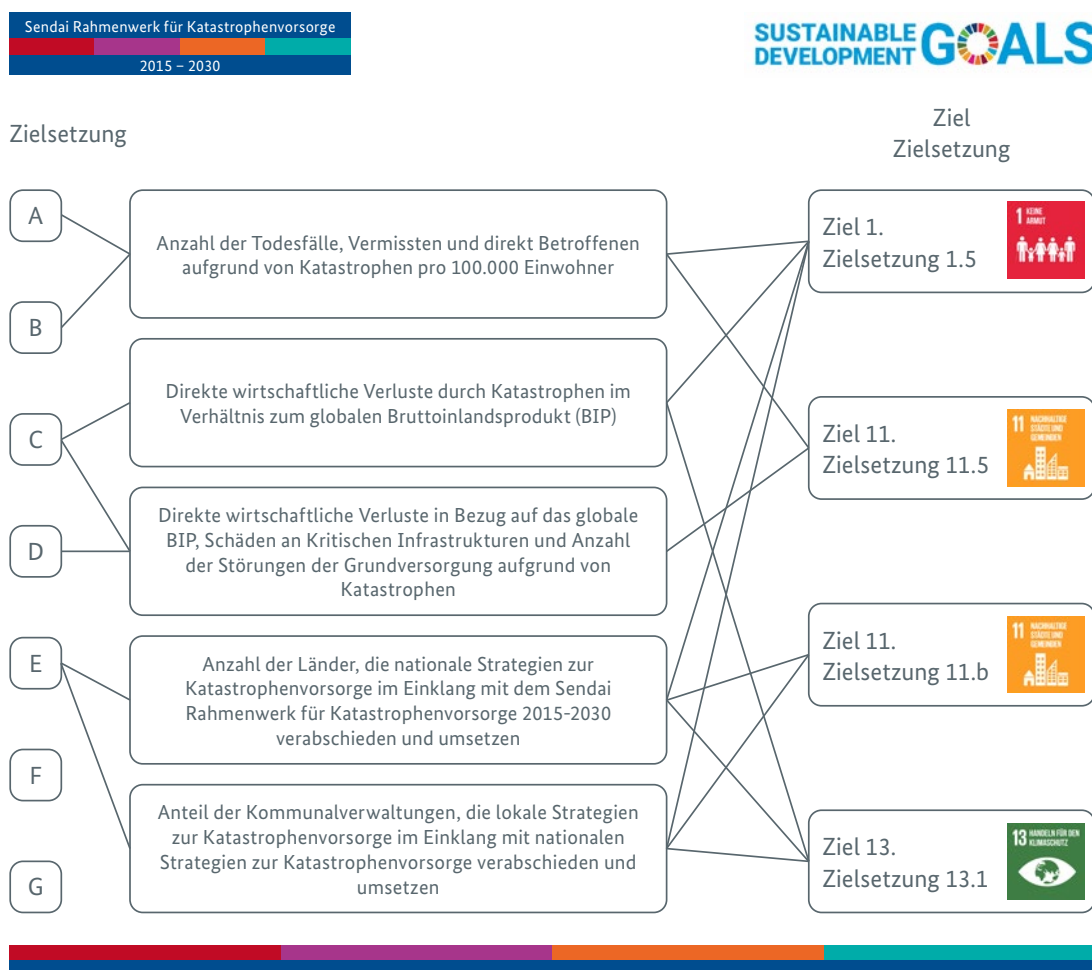 Sendai Rahmenwerk für Katastrophenvorsorge
2015 – 2030
SUSTAINABLE
DEVELOPMENT
GOALS
Zielsetzung
Ziel
Zielsetzung
A
B
C
D
E
F
G
Anzahl der Todesfälle, Vermissten und direkt Betroffenen
aufgrund von Katastrophen pro 100.000 Einwohner
Direkte wirtschaftliche Verluste durch Katastrophen im
Verhältnis zum globalen Bruttoinlandsprodukt (BIP)
Direkte wirtschaftliche Verluste in Bezug auf das globale
BIP, Schäden an Kritischen Infrastrukturen und Anzahl
der Störungen der Grundversorgung aufgrund von
Katastrophen
Anzahl der Länder, die nationale Strategien zur
Katastrophenvorsorge im Einklang mit dem Sendai
Rahmenwerk für Katastrophenvorsorge 2015-2030
verabschieden und umsetzen
Anteil der Kommunalverwaltungen, die lokale Strategien
zur Katastrophenvorsorge im Einklang mit nationalen
Strategien zur Katastrophenvorsorge verabschieden und
umsetzen
Ziel 1.
Zielsetzung 1.5
1 KEINE
ARMUT
Ziel 11.
Zielsetzung 11.5
11 NACHHALTIGE
STÄDTE UND
GEMEINDEN
Ziel 11.
Zielsetzung 11.b
11 NACHHALTIGE
STÄDTE UND
GEMEINDEN
Ziel 13.
Zielsetzung 13.1
13 HANDELN FÜR DEN
KLIMASCHUTZ